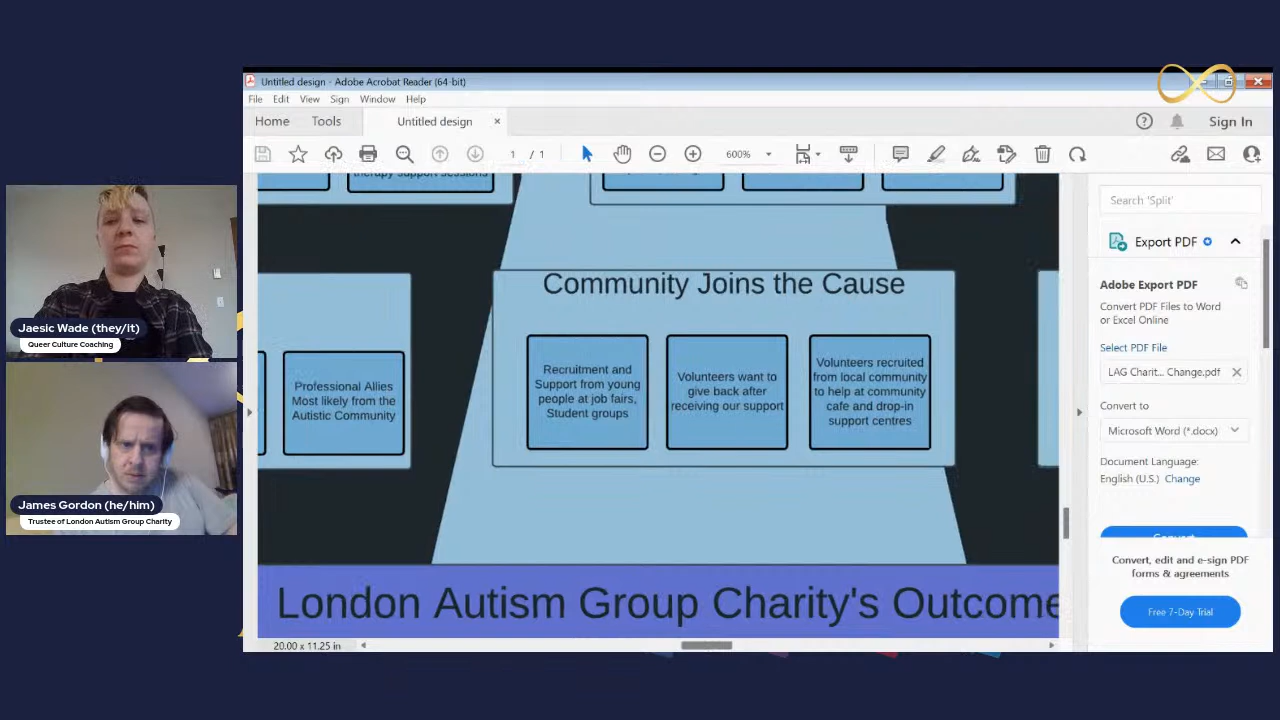 Untitled design - Adobe Acrobat Reader (64-bit)
File Edit View Sign Window Help
Home Tools Untitled design ×
Sign In
1 / 1
600%
therapy support sessions
Community Joins the Cause
Professional Allies
Most likely from the
Autistic Community
Recruitment and
Support from young
people at job fairs,
Student groups
Volunteers want to
give back after
receiving our support
Volunteers recruited
from local community
to help at community
cafe and drop-in
support centres
London Autism Group Charity's Outcome
20.00 x 11.25 in
Search 'Split'
Export PDF
Adobe Export PDF
Convert PDF Files to Word
or Excel Online
Select PDF File
LAG Charit... Change.pdf
Convert to
Microsoft Word (*.docx)
Document Language:
English (U.S.) Change
Convert
Convert, edit and e-sign PDF
forms & agreements
Free 7-Day Trial
Jaesic Wade (they/it)
Queer Culture Coaching
James Gordon (he/him)
Trustee of London Autism Group Charity